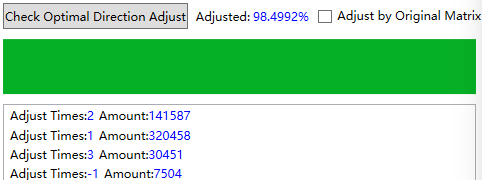 Check Optimal Direction Adjust Adjusted: 98.4992% Adjust by Original Matrix
Adjust Times:2 Amount:141587
Adjust Times:1 Amount:320458
Adjust Times:3 Amount:30451
Adjust Times:-1 Amount:7504